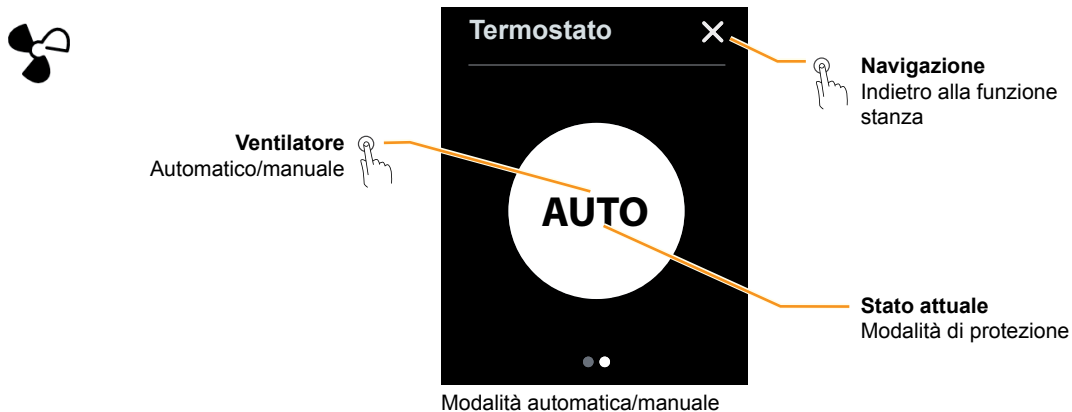 Termostato
Navigazione
Indietro alla funzione
stanza
Ventilatore
Automatico/manuale
AUTO
Stato attuale
Modalità di protezione
Modalità automatica/manuale